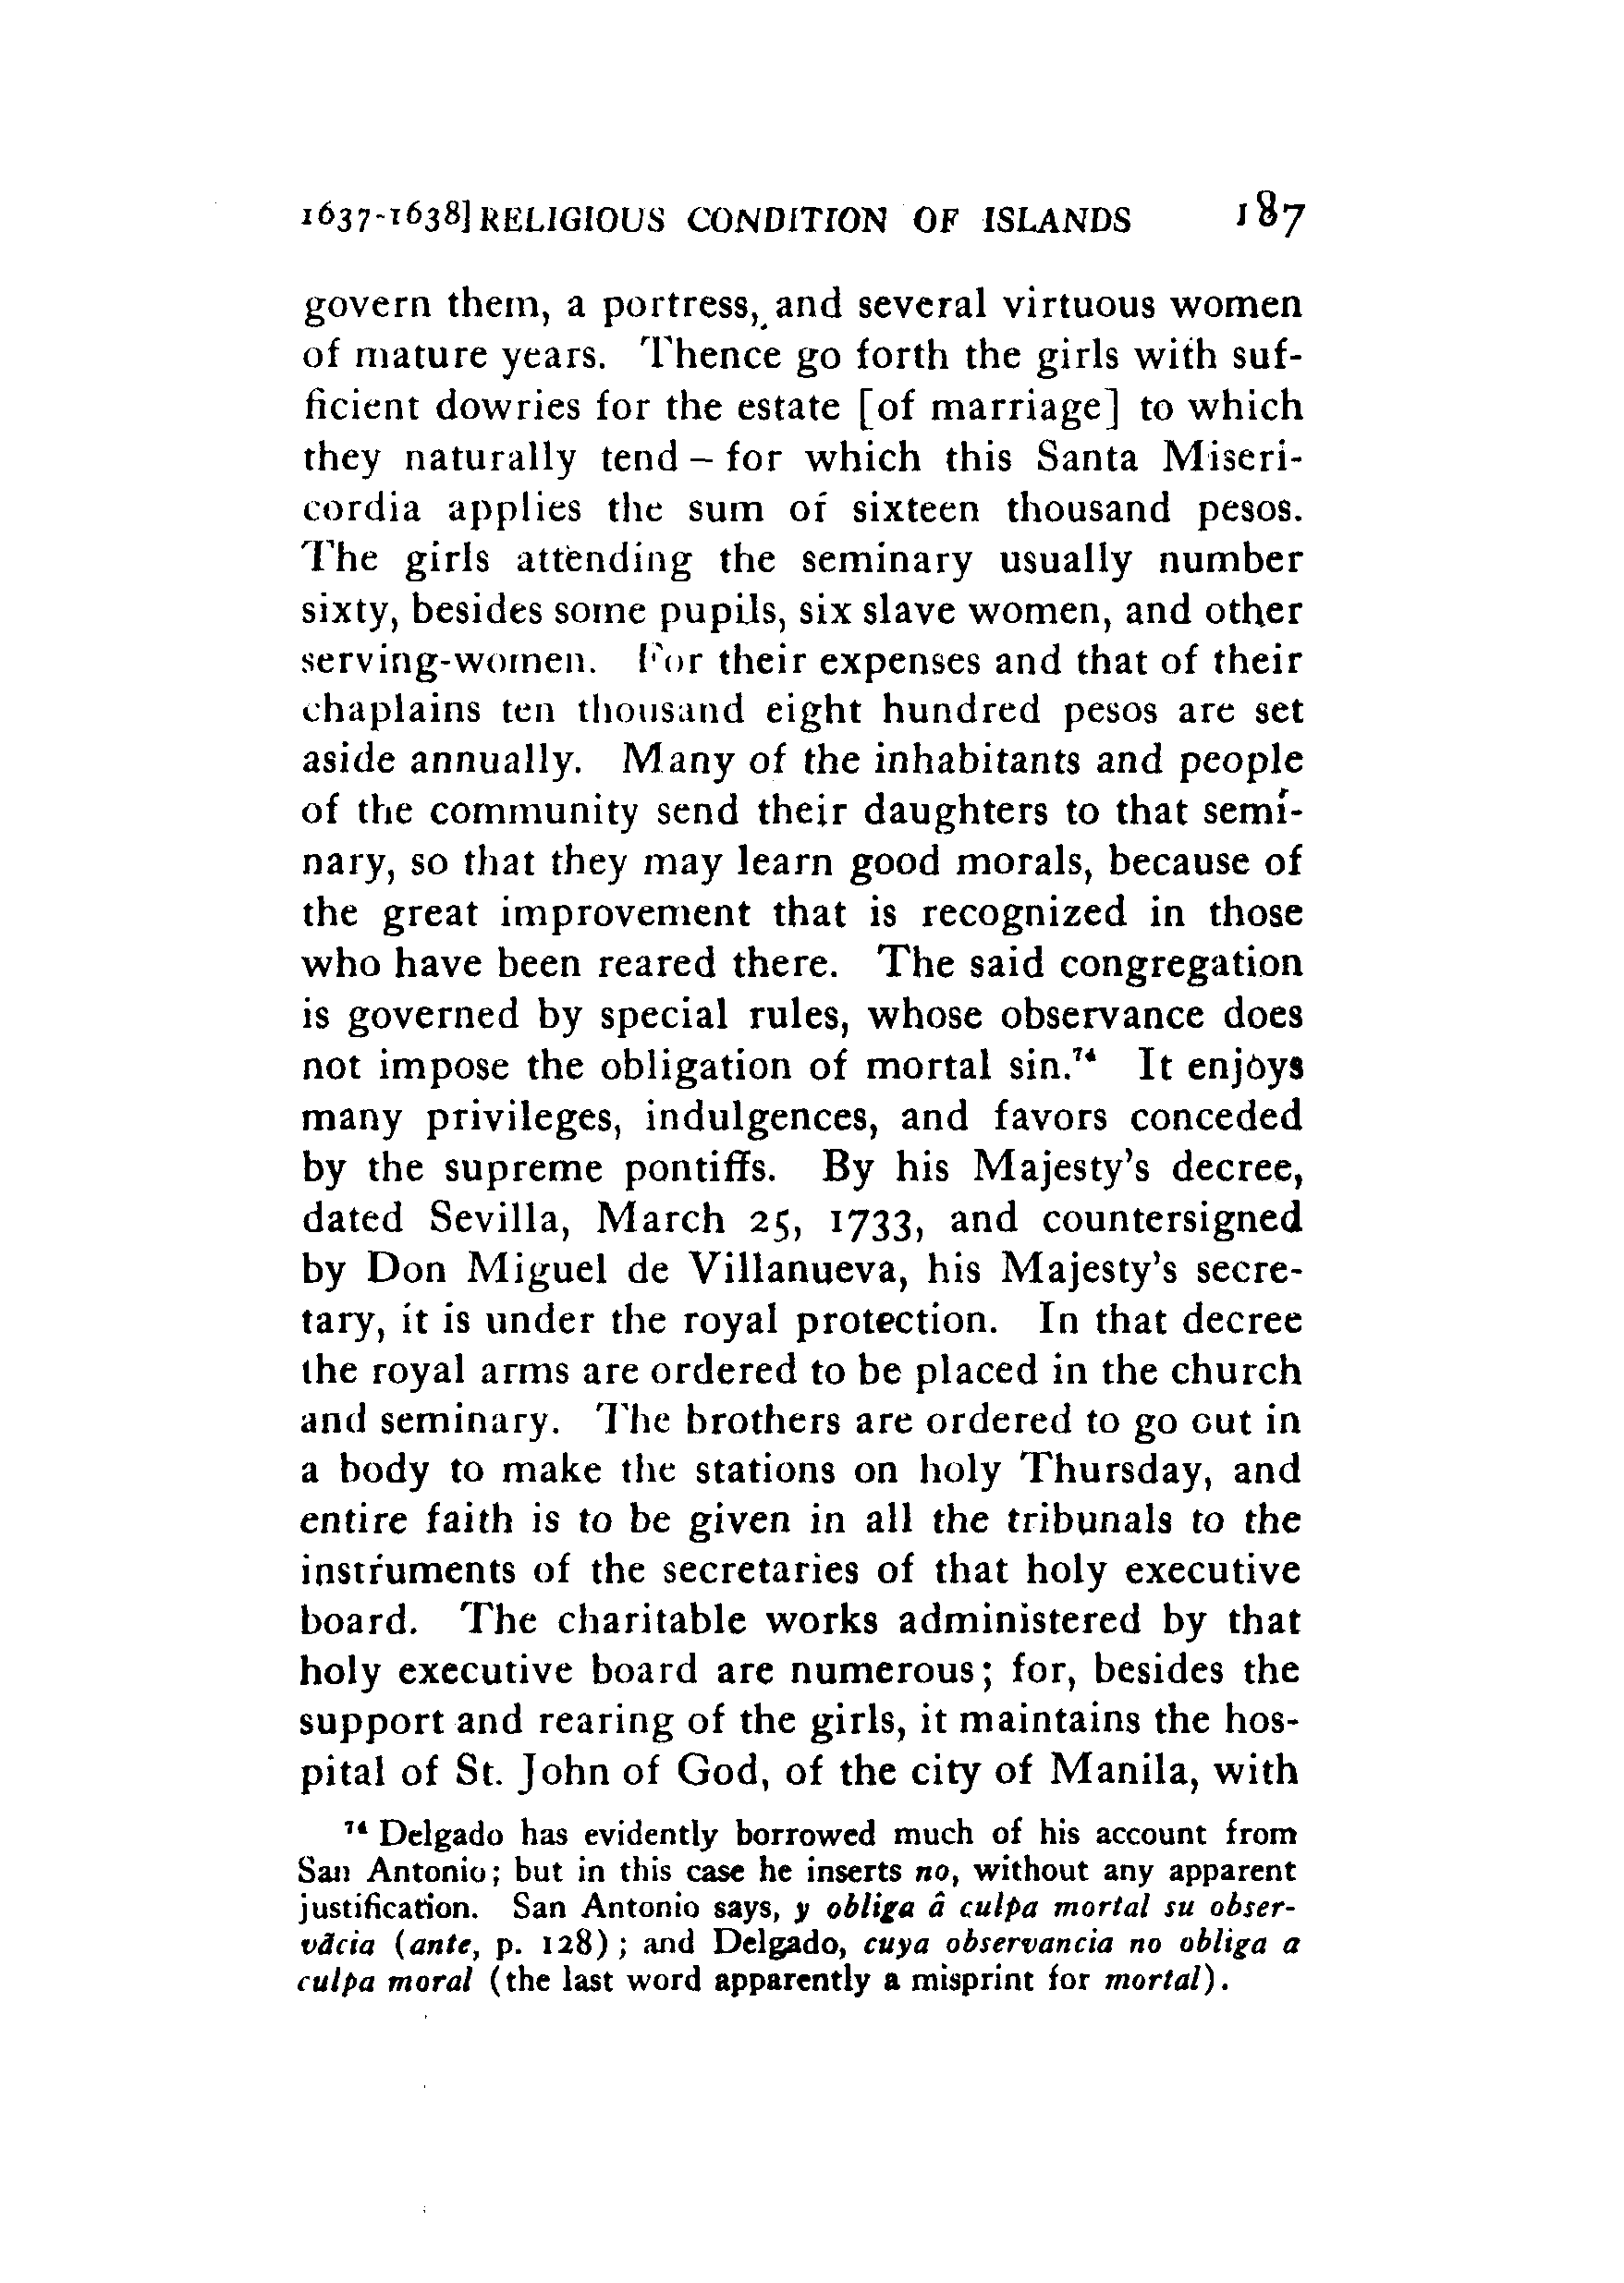 1637-1638] RELIGIOUS CONDITION OF ISLANDS 187
govern them, a portress, and several virtuous women
of mature years. Thence go forth the girls with suf-
ficient dowries for the estate [of marriage] to which
they naturally tend – for which this Santa Miseri-
cordia applies the sum of sixteen thousand pesos.
The girls attending the seminary usually number
sixty, besides some pupils, six slave women, and other
serving-women. For their expenses and that of their
chaplains ten thousand eight hundred pesos are set
aside annually. Many of the inhabitants and people
of the community send their daughters to that semi-
nary, so that they may learn good morals, because of
the great improvement that is recognized in those
who have been reared there. The said congregation
is governed by special rules, whose observance does
not impose the obligation of mortal sin.⁷⁴ It enjoys
many privileges, indulgences, and favors conceded
by the supreme pontiffs. By his Majesty's decree,
dated Sevilla, March 25, 1733, and countersigned
by Don Miguel de Villanueva, his Majesty's secre-
tary, it is under the royal protection. In that decree
the royal arms are ordered to be placed in the church
and seminary. The brothers are ordered to go out in
a body to make the stations on holy Thursday, and
entire faith is to be given in all the tribunals to the
instruments of the secretaries of that holy executive
board. The charitable works administered by that
holy executive board are numerous; for, besides the
support and rearing of the girls, it maintains the hos-
pital of St. John of God, of the city of Manila, with
⁷⁴ Delgado has evidently borrowed much of his account from
San Antonio; but in this case he inserts no, without any apparent
justification. San Antonio says, y obliga â culpa mortal su obser-
vācia (ante, p. 128); and Delgado, cuya observancia no obliga a
culpa moral (the last word apparently a misprint for mortal).